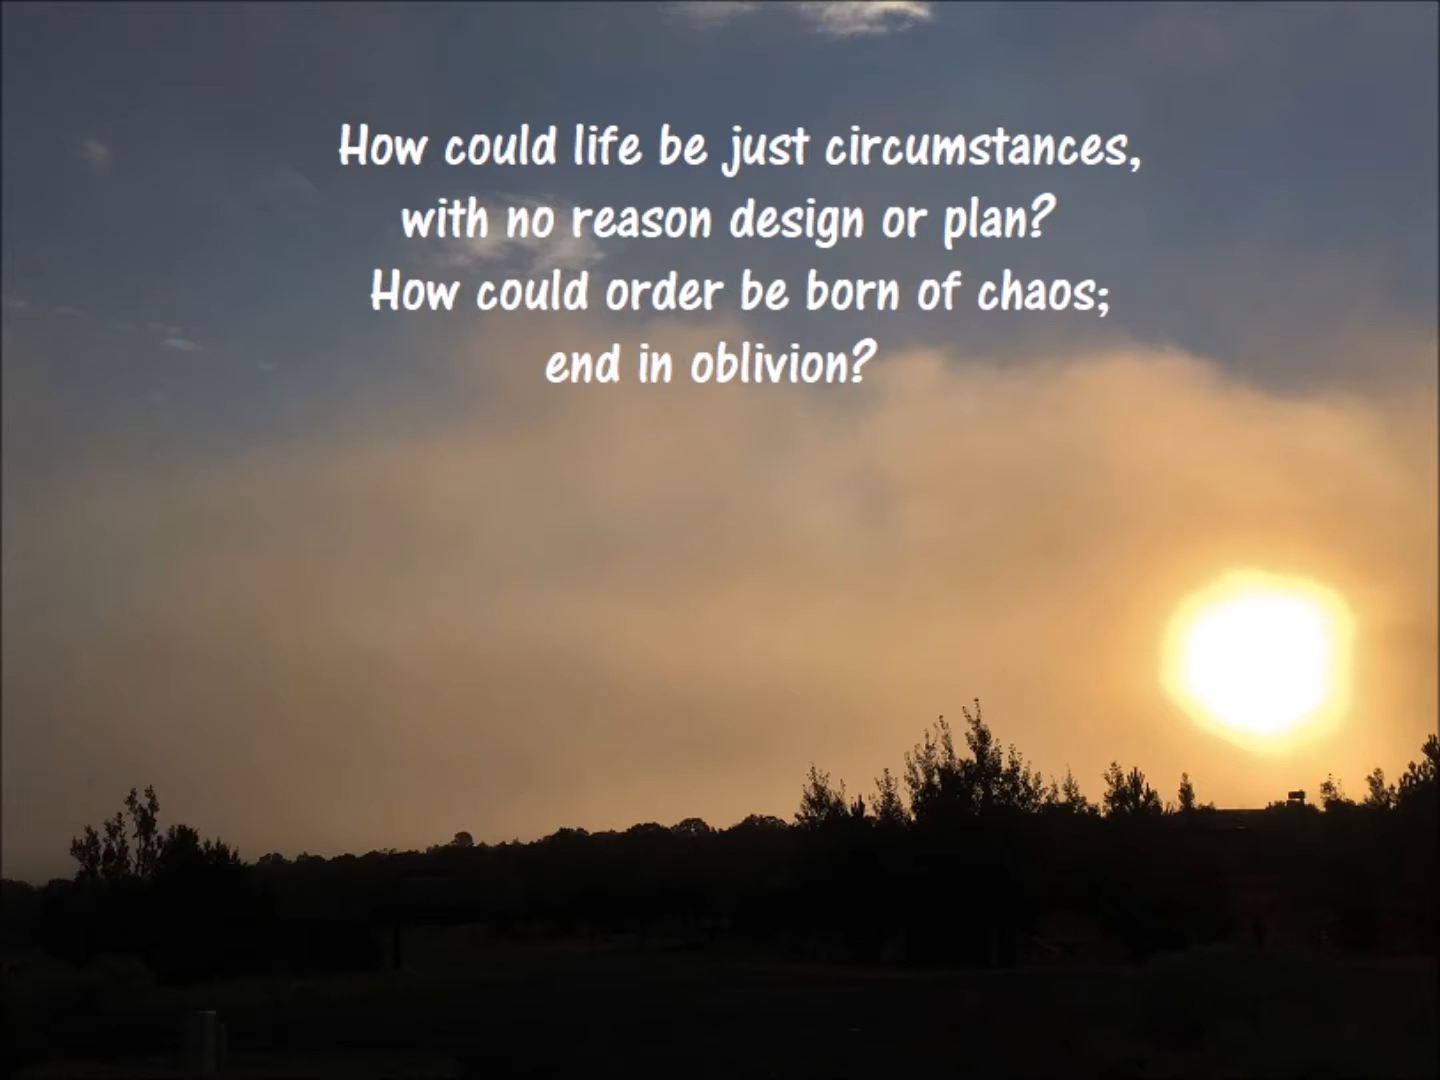 How could life be just circumstances,
with no reason design or plan?
How could order be born of chaos;
end in oblivion?